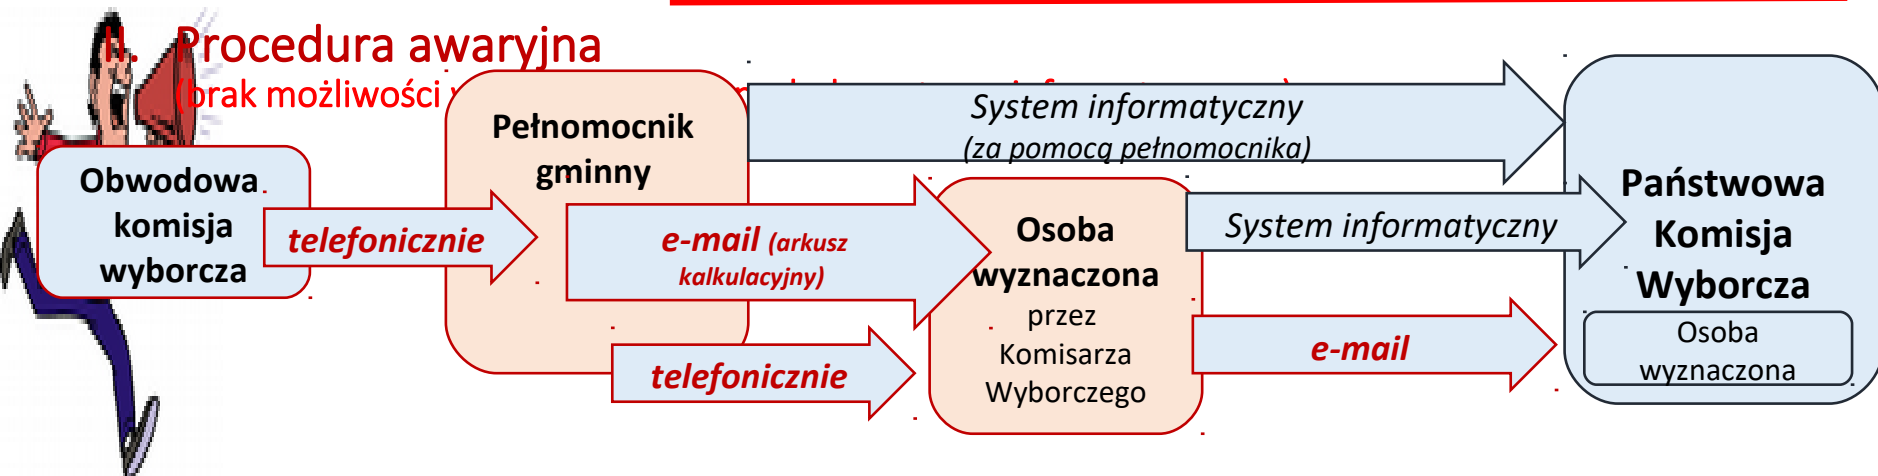 II. Procedura awaryjna
(brak możliwości
Pełnomocnik
gminny
System informatyczny
(za pomocą pełnomocnika)
Obwodowa
komisja
wyborcza
telefonicznie
e-mail (arkusz
kalkulacyjny)
telefonicznie
Osoba
wyznaczona
przez
Komisarza
Wyborczego
System informatyczny
e-mail
Państwowa
Komisja
Wyborcza
Osoba
wyznaczona